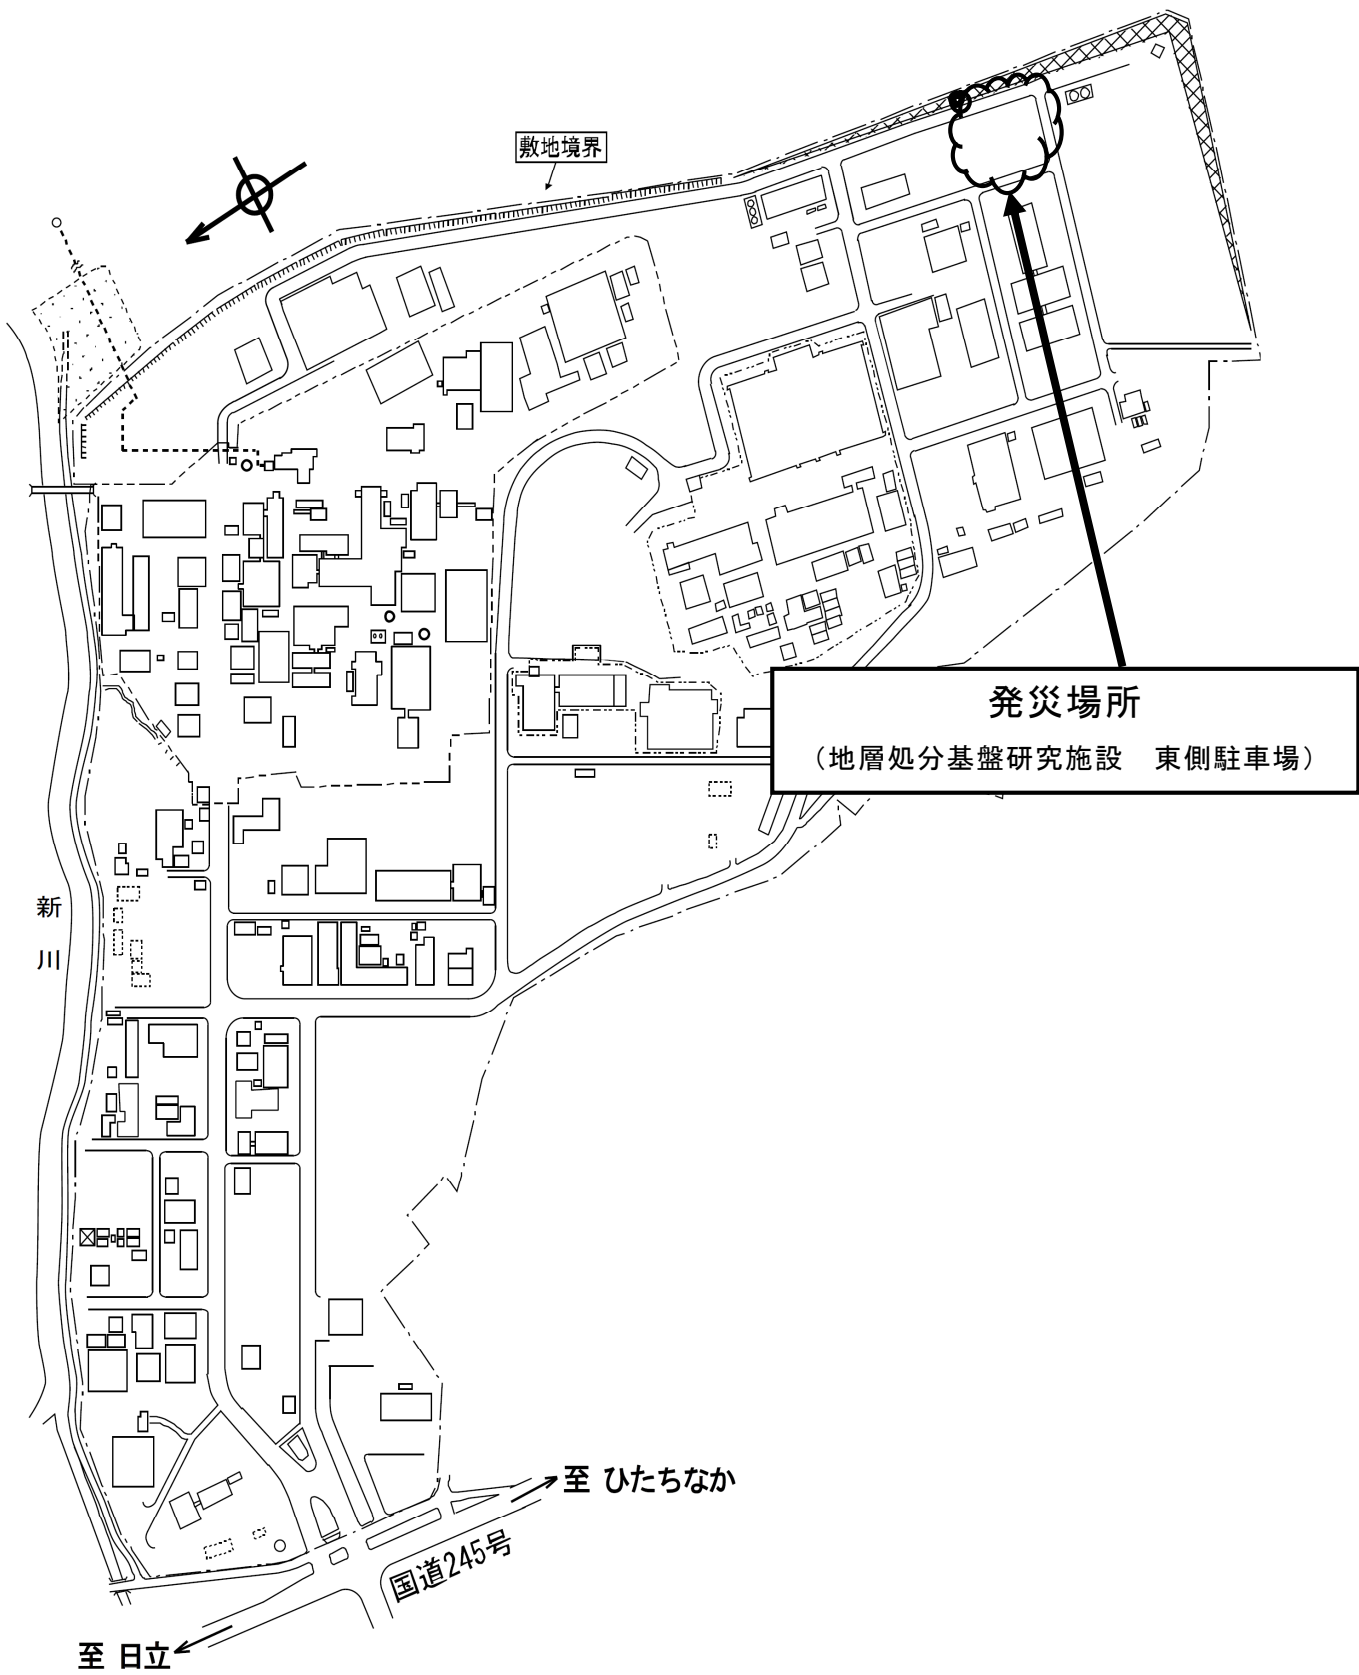 敷地境界
発災場所
（地層処分基盤研究施設　東側駐車場）
新川
至 ひたちなか
国道245号
至 日立